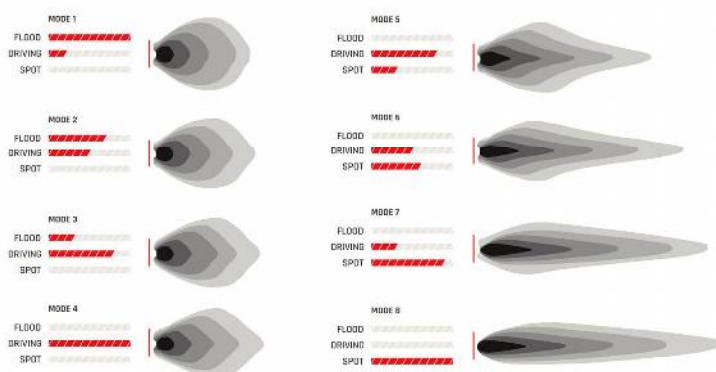 MODE 1
FLOOD
DRIVING
SPOT
MODE 2
FLOOD
DRIVING
SPOT
MODE 3
FLOOD
DRIVING
SPOT
MODE 4
FLOOD
DRIVING
SPOT
MODE 5
FLOOD
DRIVING
SPOT
MODE 6
FLOOD
DRIVING
SPOT
MODE 7
FLOOD
DRIVING
SPOT
MODE 8
FLOOD
DRIVING
SPOT